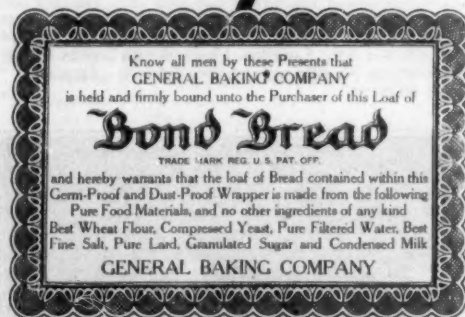 Know all men by these Presents that
GENERAL BAKING COMPANY
is held and firmly bound unto the Purchaser of this Loaf of
Bond Bread
TRADE MARK REG. U. S. PAT. OFF.
and hereby warrants that the loaf of Bread contained within this
Germ-Proof and Dust-Proof Wrapper is made from the following
Pure Food Materials, and no other ingredients of any kind
Best Wheat Flour, Compressed Yeast, Pure Filtered Water, Best
Fine Salt, Pure Lard, Granulated Sugar and Condensed Milk
GENERAL BAKING COMPANY